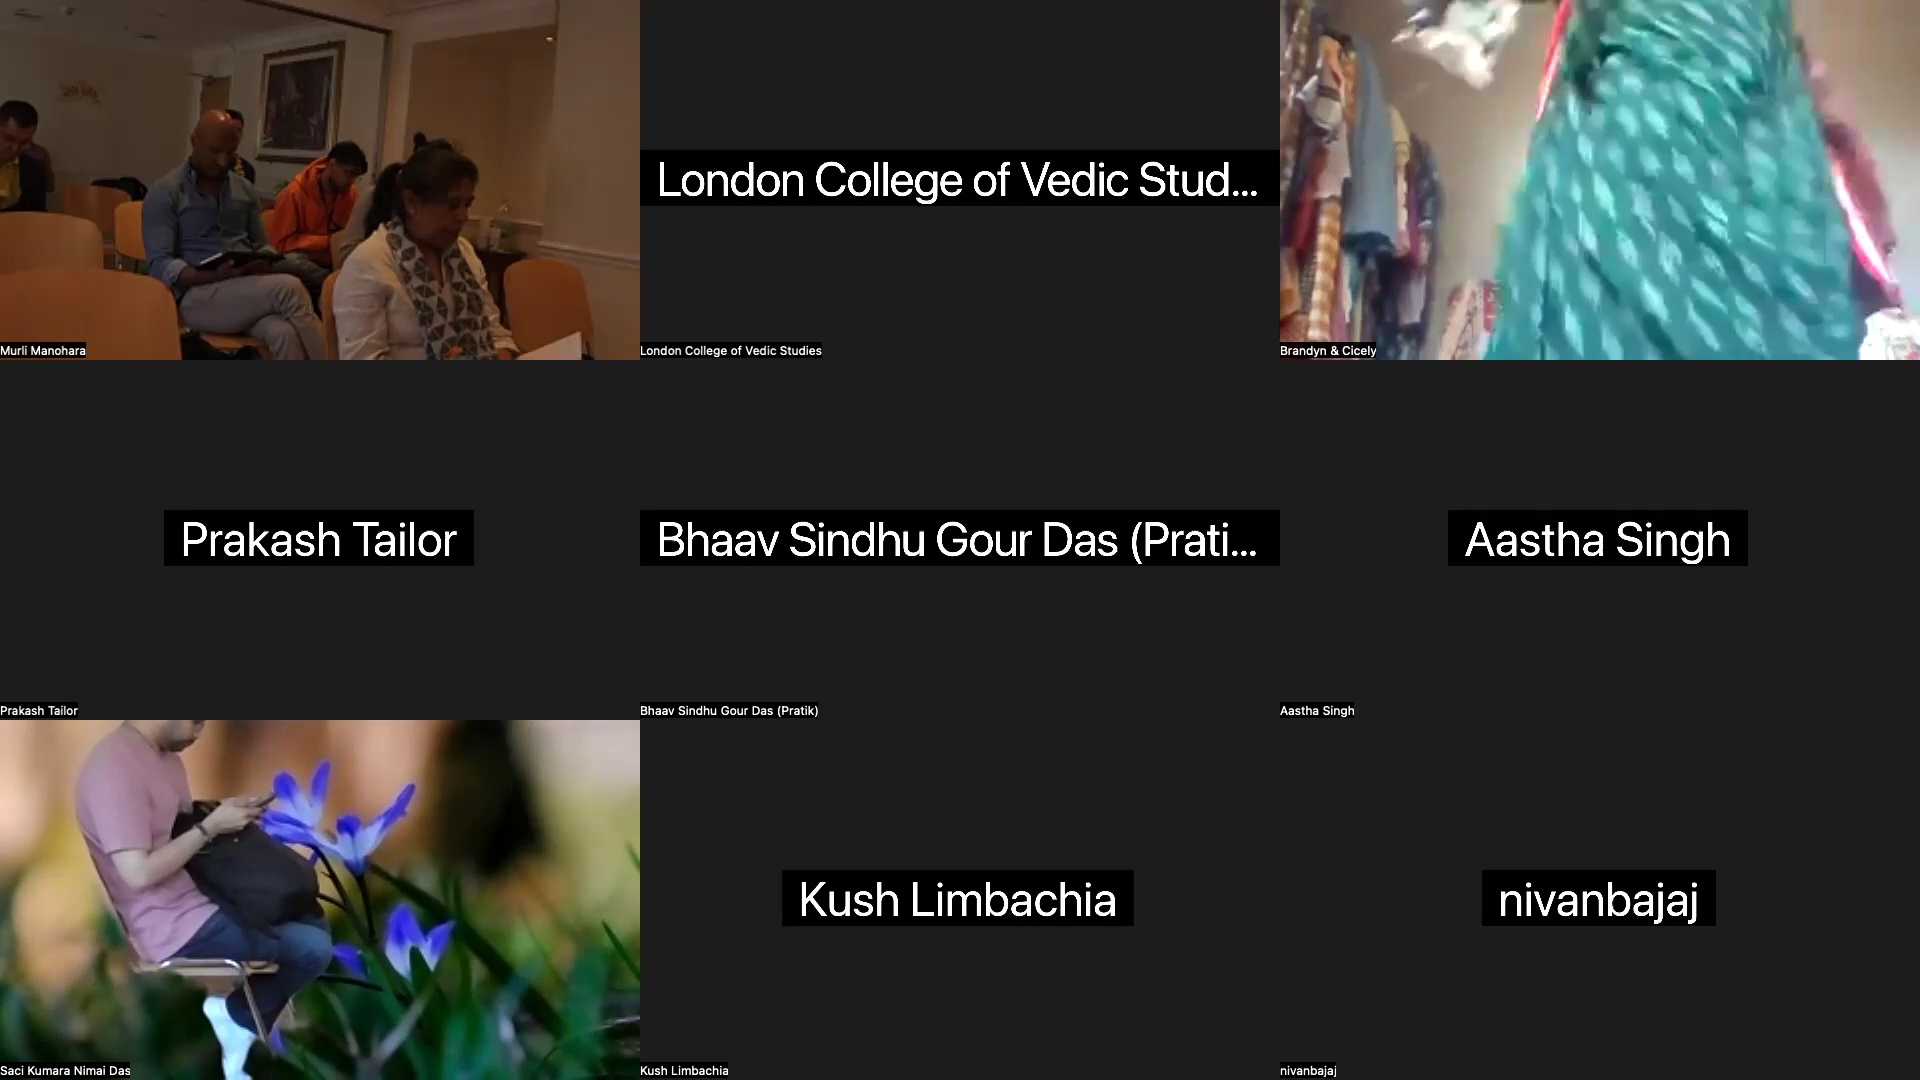 London College of Vedic Stud...
Murli Manohara
London College of Vedic Studies
Brandyn & Cicely
Prakash Tailor
Bhaav Sindhu Gour Das (Prati...
Aastha Singh
Prakash Tailor
Bhaav Sindhu Gour Das (Pratik)
Aastha Singh
Kush Limbachia
nivanbajaj
Saci Kumara Nimai Das
Kush Limbachia
nivanbajaj